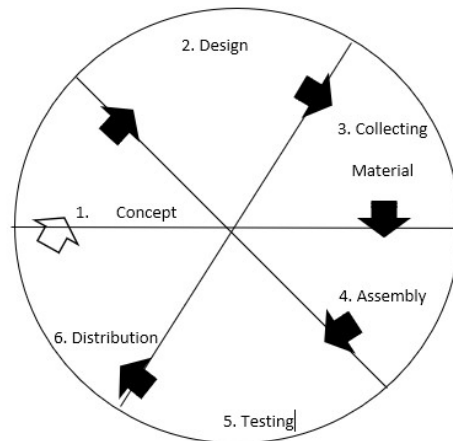 2. Design
3. Collecting
Material
1. Concept
4. Assembly
6. Distribution
5. Testing